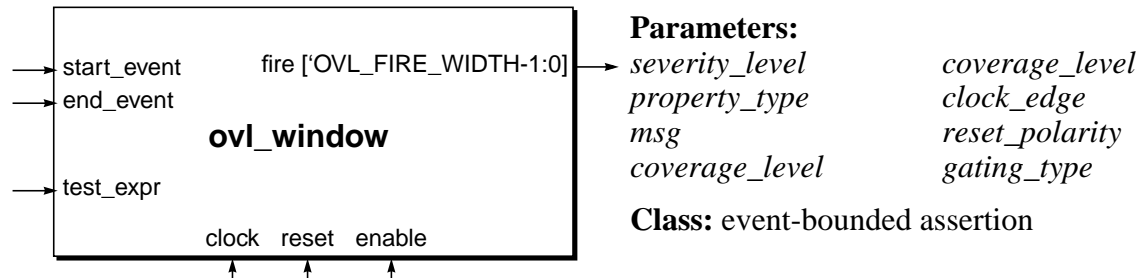 start_event
end_event
fire [‘OVL_FIRE_WIDTH-1:0]
ovl_window
test_expr
clock reset enable
Parameters:
severity_level coverage_level
property_type clock_edge
msg reset_polarity
coverage_level gating_type
Class: event-bounded assertion